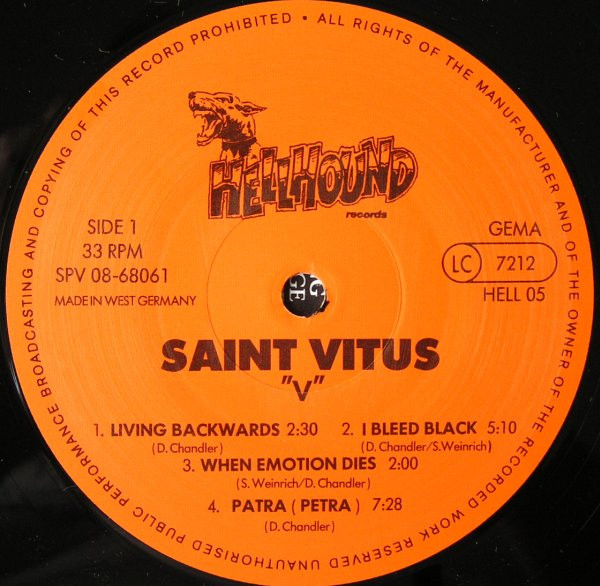 UNAUTHORISED PUBLIC PERFORMANCE BROADCASTING AND COPYING OF THIS RECORD PROHIBITED • ALL RIGHTS OF THE MANUFACTURER AND OF THE OWNER OF THE RECORDED WORK RESERVED
HELLHOUND
records
SIDE 1
33 RPM
SPV 08-68061
MADE IN WEST GERMANY
GEMA
LC 7212
HELL 05
SAINT VITUS
"V"
1. LIVING BACKWARDS 2:30 2. I BLEED BLACK 5:10
(D. Chandler) (D. Chandler/S.Weinrich)
3. WHEN EMOTION DIES 2:00
(S. Weinrich/D. Chandler)
4. PATRA ( PETRA ) 7:28
(D. Chandler)